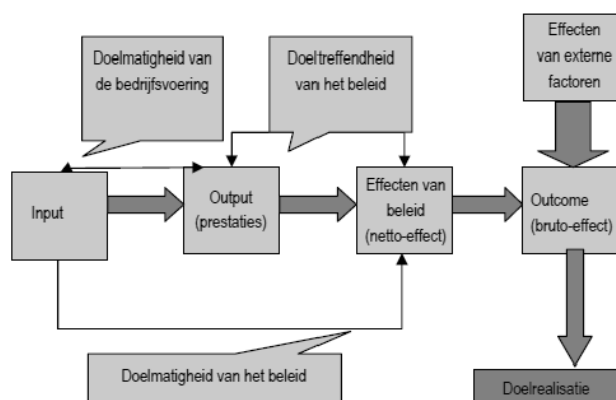 Doelmatigheid van
de bedrijfsvoering
Doeltreffendheid
van het beleid
Effecten
van externe
factoren
Input
Output
(prestaties)
Effecten van
beleid
(netto-effect)
Outcome
(bruto-effect)
Doelmatigheid van het beleid
Doelrealisatie